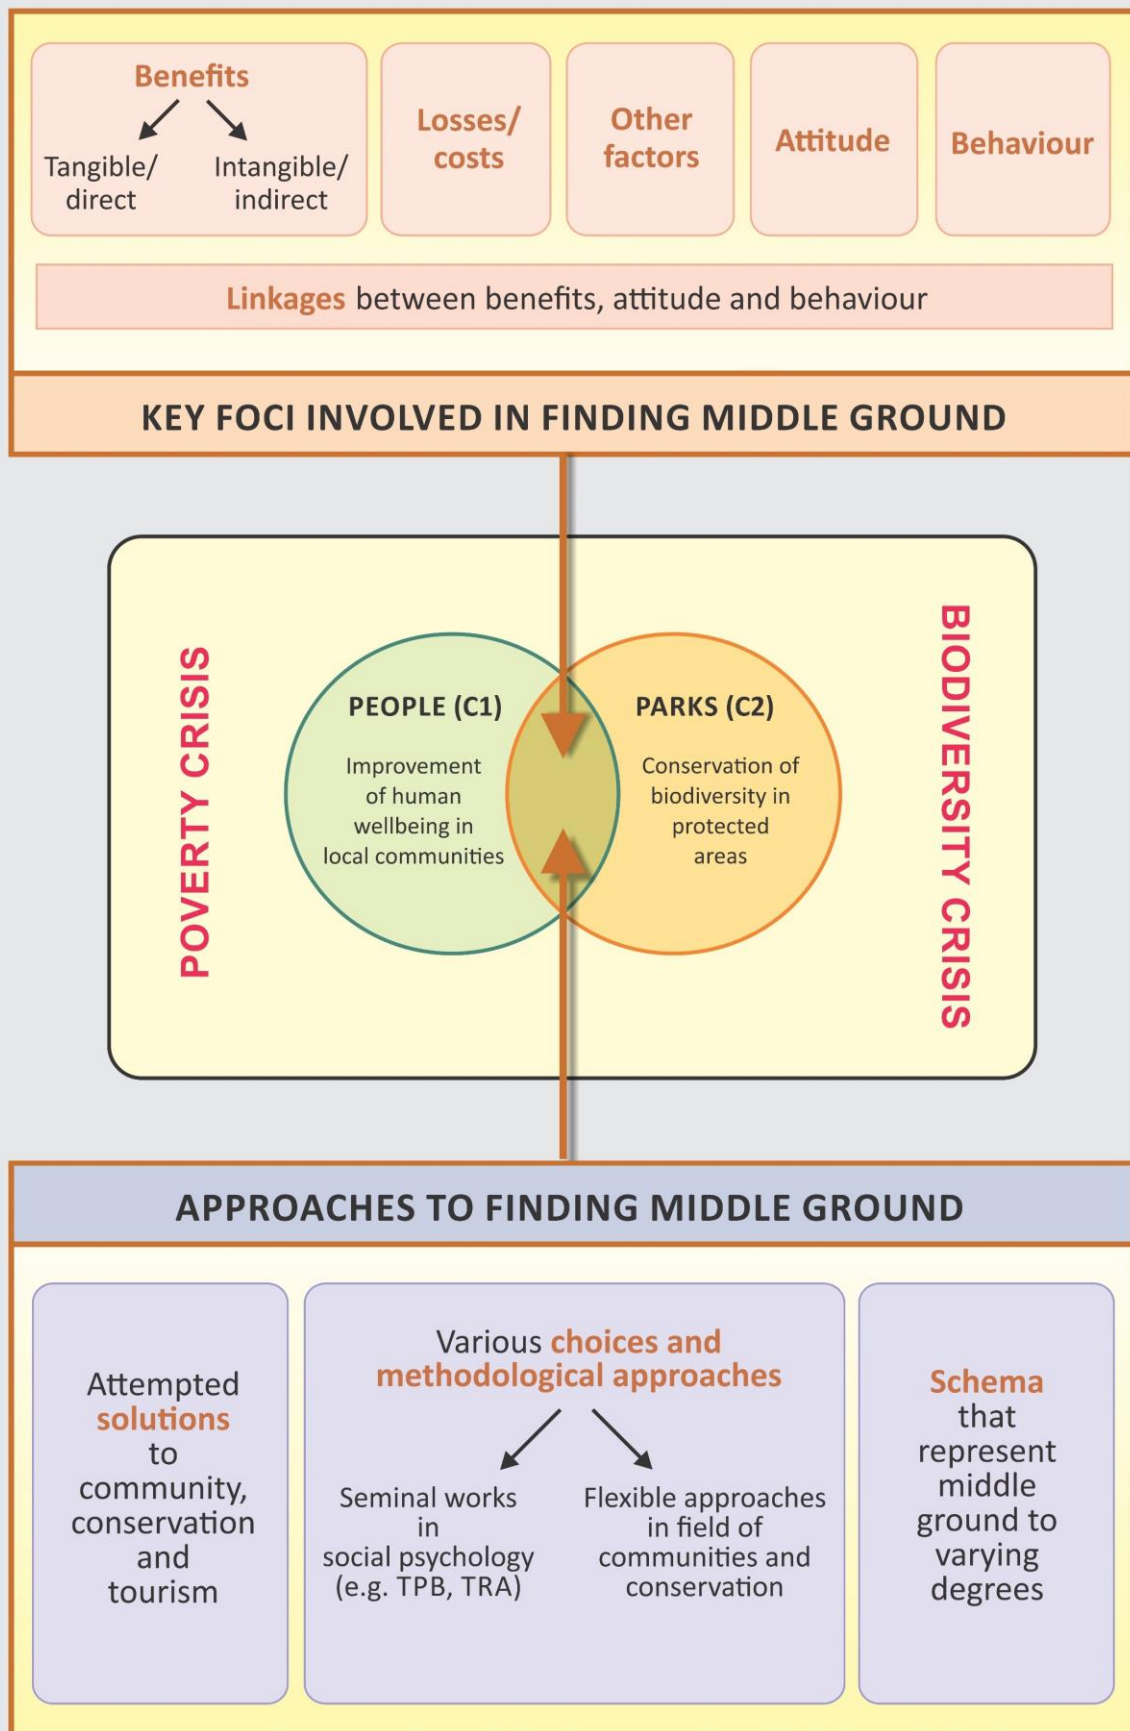 Benefits
Tangible/
direct
Intangible/
indirect
Losses/
costs
Other
factors
Attitude
Behaviour
Linkages between benefits, attitude and behaviour
KEY FOCI INVOLVED IN FINDING MIDDLE GROUND
POVERTY CRISIS
PEOPLE (C1)
Improvement
of human
wellbeing in
local communities
PARKS (C2)
Conservation of
biodiversity in
protected
areas
BIODIVERSITY CRISIS
APPROACHES TO FINDING MIDDLE GROUND
Attempted
solutions
to
community,
conservation
and
tourism
Various choices and
methodological approaches
Seminal works
in
social psychology
(e.g. TPB, TRA)
Flexible approaches
in field of
communities and
conservation
Schema
that
represent
middle
ground to
varying
degrees